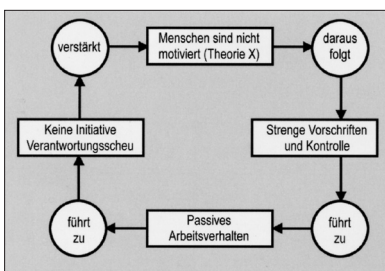 verstärkt
Menschen sind nicht
motiviert (Theorie X)
daraus
folgt
Strenge Vorschriften
und Kontrolle
führt
zu
Passives
Arbeitsverhalten
führt
zu
Keine Initiative
Verantwortungsscheu